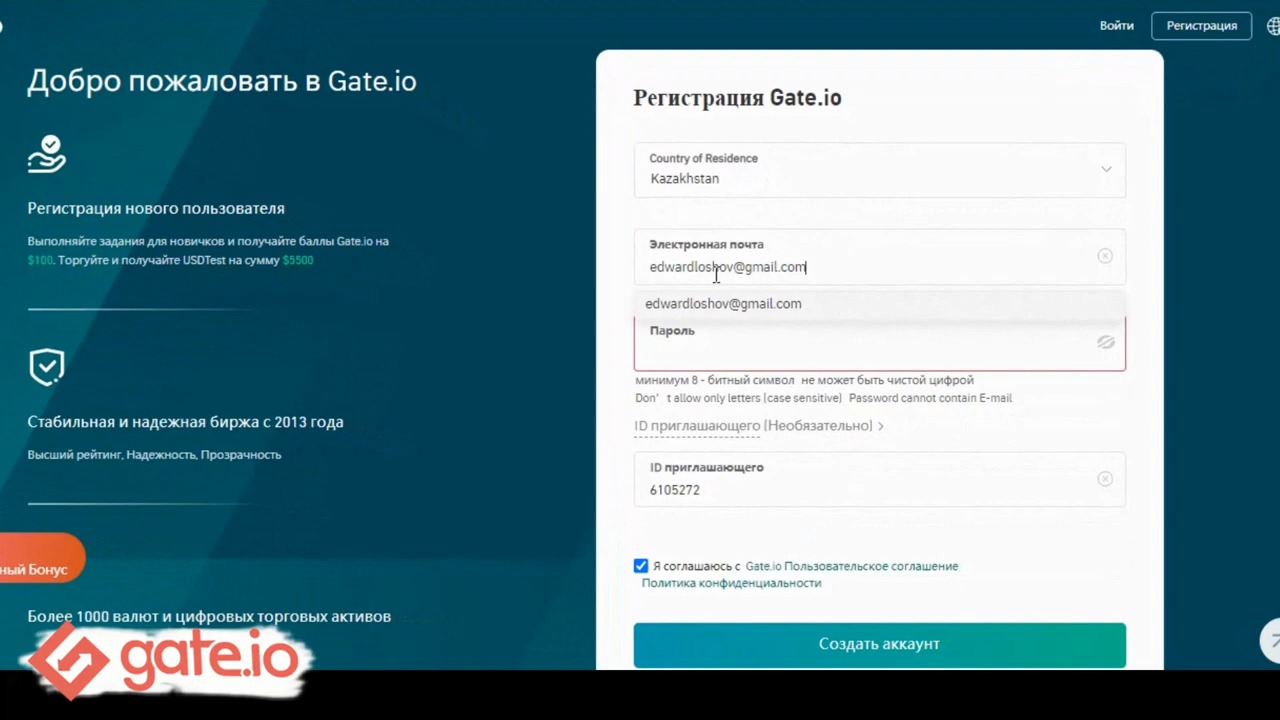 Войти
Регистрация
Добро пожаловать в Gate.io
Регистрация нового пользователя
Выполняйте задания для новичков и получайте баллы Gate.io на
$100. Торгуйте и получайте USDTest на сумму $5500
Стабильная и надежная биржа с 2013 года
Высший рейтинг, Надежность, Прозрачность
ный Бонус
Более 1000 валют и цифровых торговых активов
gate.io
Регистрация Gate.io
Country of Residence
Kazakhstan
Электронная почта
edwardloshov@gmail.com
edwardloshov@gmail.com
Пароль
минимум 8 - битный символ не может быть чистой цифрой
Don't allow only letters (case sensitive) Password cannot contain E-mail
ID приглашающего (Необязательно) >
ID приглашающего
6105272
Я соглашаюсь с Gate.io Пользовательское соглашение
Политика конфиденциальности
Создать аккаунт